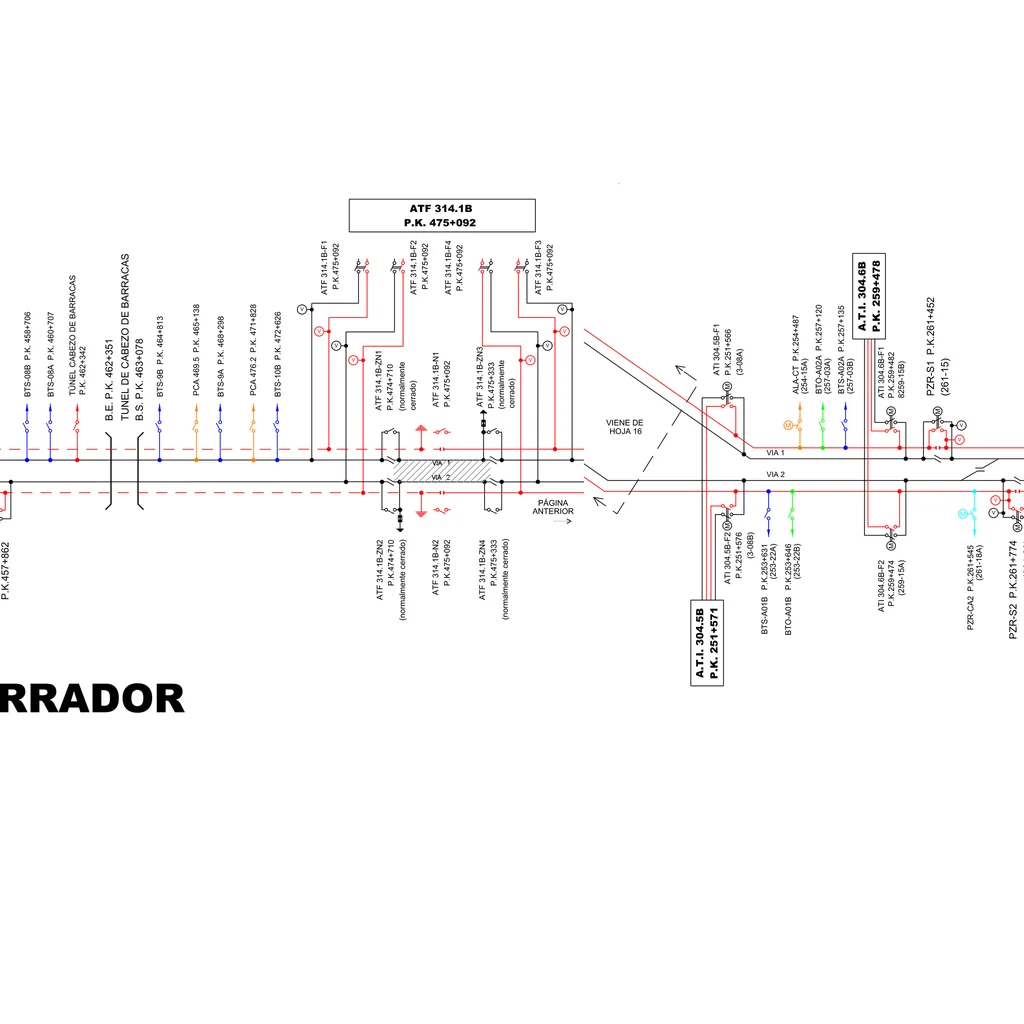 ATF 314.1B
P.K. 475+092
BTS-08B P.K. 458+706
BTS-08A P.K. 460+707
TÚNEL CABEZO DE BARRACAS
P.K. 462+342
B.E. P.K. 462+351
TUNEL DE CABEZO DE BARRACAS
B.S. P.K. 463+078
BTS-9B P.K. 464+813
PCA 469.5 P.K. 465+138
BTS-9A P.K. 468+298
PCA 476.2 P.K. 471+828
BTS-10B P.K. 472+626
ATF 314.1B-F1
P.K.475+092
ATF 314.1B-F2
P.K.475+092
ATF 314.1B-F4
P.K.475+092
ATF 314.1B-F3
P.K.475+092
V
V
V
V
V
V
V
V
ATF 314.1B-ZN1
P.K.474+710
(normalmente
cerrado)
ATF 314.1B-N1
P.K.475+092
ATF 314.1B-ZN3
P.K.475+333
(normalmente
cerrado)
VIA 1
VIA 2
ATF 314.1B-ZN2
P.K.474+710
(normalmente cerrado)
ATF 314.1B-N2
P.K.475+092
ATF 314.1B-ZN4
P.K.475+333
(normalmente cerrado)
PÁGINA
ANTERIOR
P.K.457+862
RRADOR
VIENE DE
HOJA 16
ATI 304.5B-F1
P.K.251+566
(3-08A)
M
VIA 1
VIA 2
ALA-CT P.K.254+487
(254-15A)
M
BTO-A02A P.K.257+120
(257-03A)
BTS-A02A P.K.257+135
(257-03B)
A.T.I. 304.6B
P.K. 259+478
ATI 304.6B-F1
P.K.259+482
8259-15B)
M
PZR-S1 P.K.261+452
(261-15)
M
V
V
M
ATI 304.5B-F2
P.K.251+576
(3-08B)
A.T.I. 304.5B
P.K. 251+571
BTS-A01B P.K.253+631
(253-22A)
BTO-A01B P.K.253+646
(253-22B)
M
ATI 304.6B-F2
P.K.259+474
(259-15A)
M
PZR-CA2 P.K.261+545
(261-18A)
V
V
M
PZR-S2 P.K.261+774